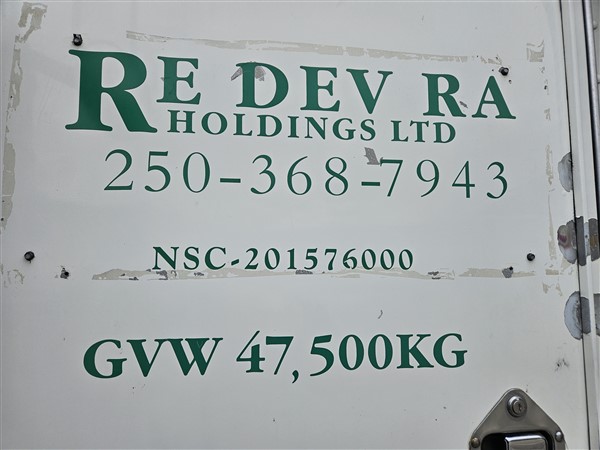 RE DEV RA
HOLDINGS LTD
250-368-7943
NSC-201576000
GVW 47,500KG